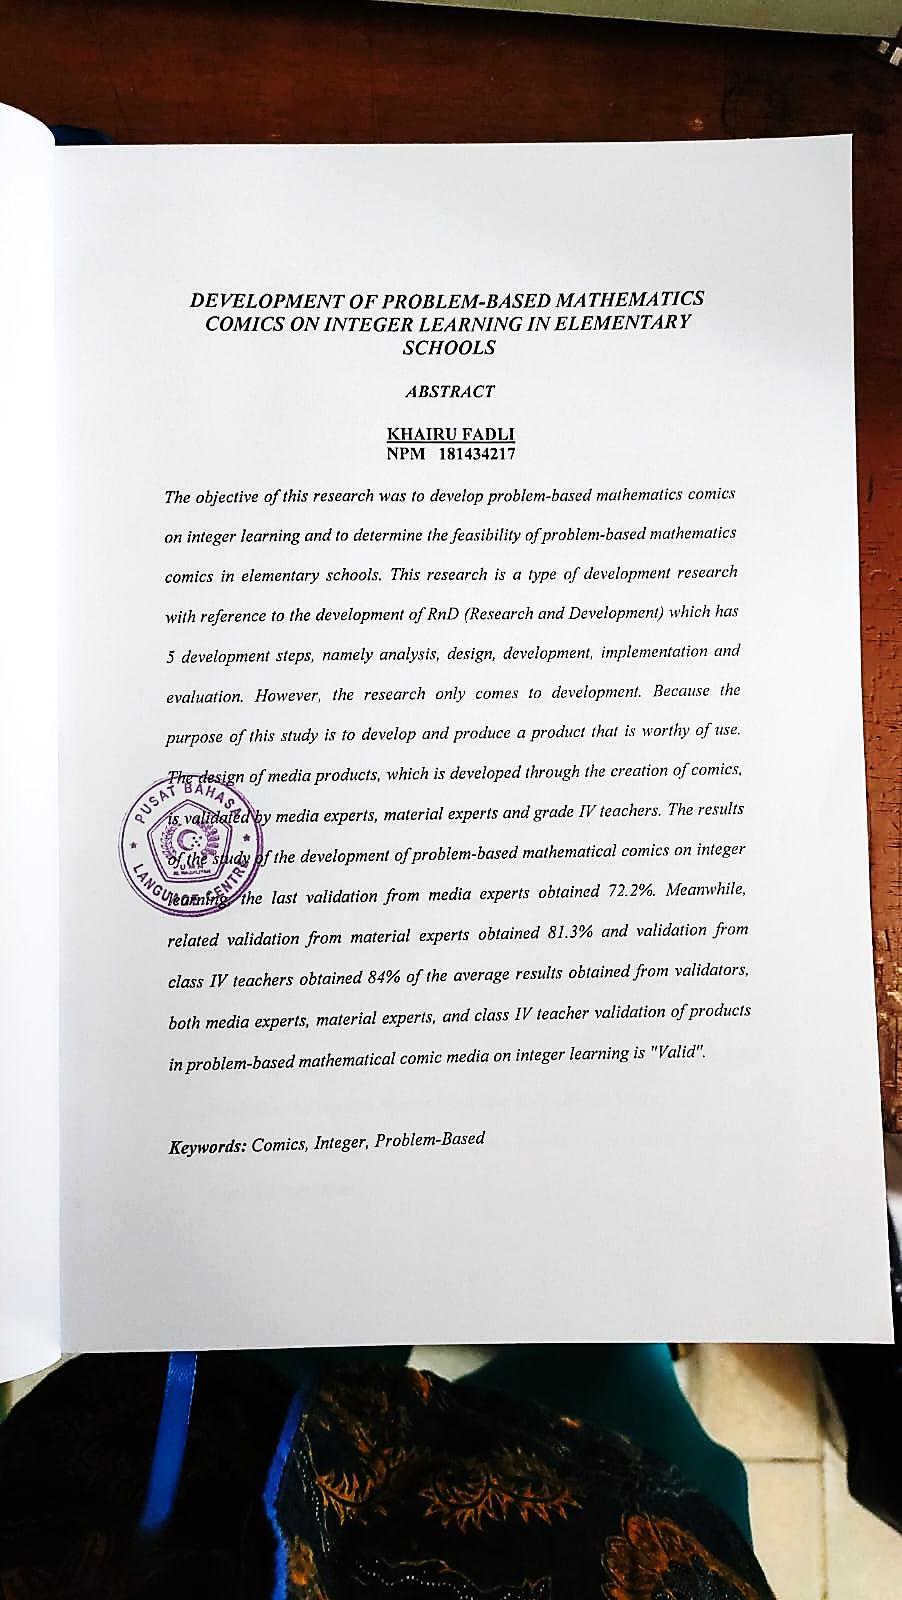 DEVELOPMENT OF PROBLEM-BASED MATHEMATICS
COMICS ON INTEGER LEARNING IN ELEMENTARY
SCHOOLS
ABSTRACT
KHAIRU FADLI
NPM 181434217
The objective of this research was to develop problem-based mathematics comics
on integer learning and to determine the feasibility of problem-based mathematics
comics in elementary schools. This research is a type of development research
with reference to the development of RnD (Research and Development) which has
5 development steps, namely analysis, design, development, implementation and
evaluation. However, the research only comes to development. Because the
purpose of this study is to develop and produce a product that is worthy of use.
The design of media products, which is developed through the creation of comics,
is validated by media experts, material experts and grade IV teachers. The results
of the study of the development of problem-based mathematical comics on integer
learning, the last validation from media experts obtained 72.2%. Meanwhile,
related validation from material experts obtained 81.3% and validation from
class IV teachers obtained 84% of the average results obtained from validators,
both media experts, material experts, and class IV teacher validation of products
in problem-based mathematical comic media on integer learning is "Valid".
Keywords: Comics, Integer, Problem-Based
PUSAT BAHASA
LANGUAGE CENTRE